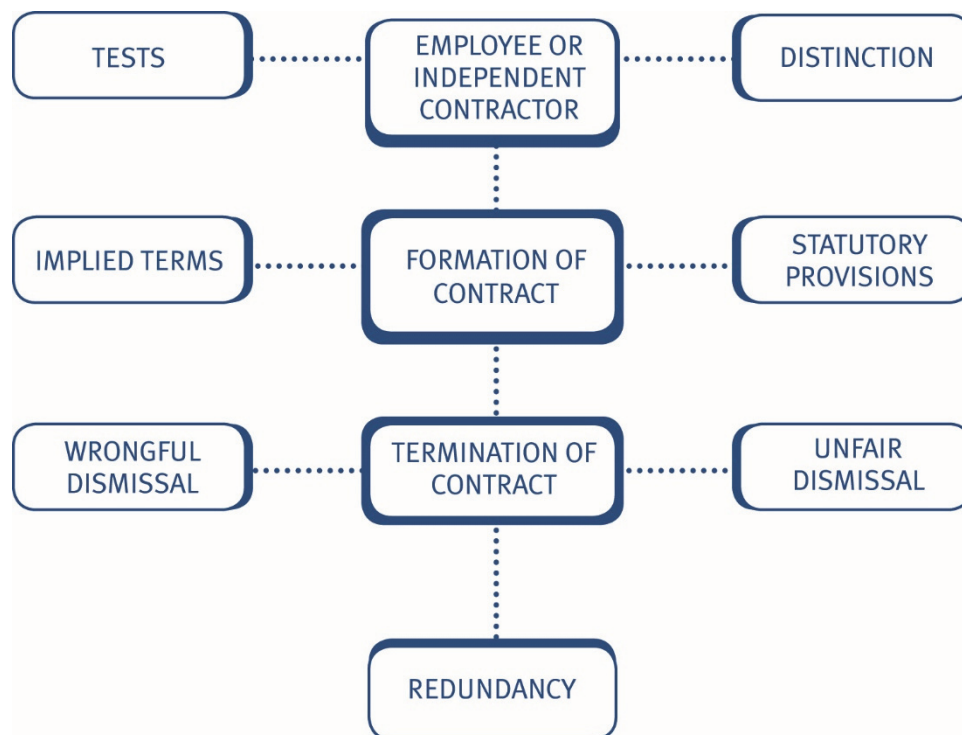 TESTS
EMPLOYEE OR
INDEPENDENT
CONTRACTOR
DISTINCTION
IMPLIED TERMS
FORMATION OF
CONTRACT
STATUTORY
PROVISIONS
WRONGFUL
DISMISSAL
TERMINATION OF
CONTRACT
UNFAIR
DISMISSAL
REDUNDANCY